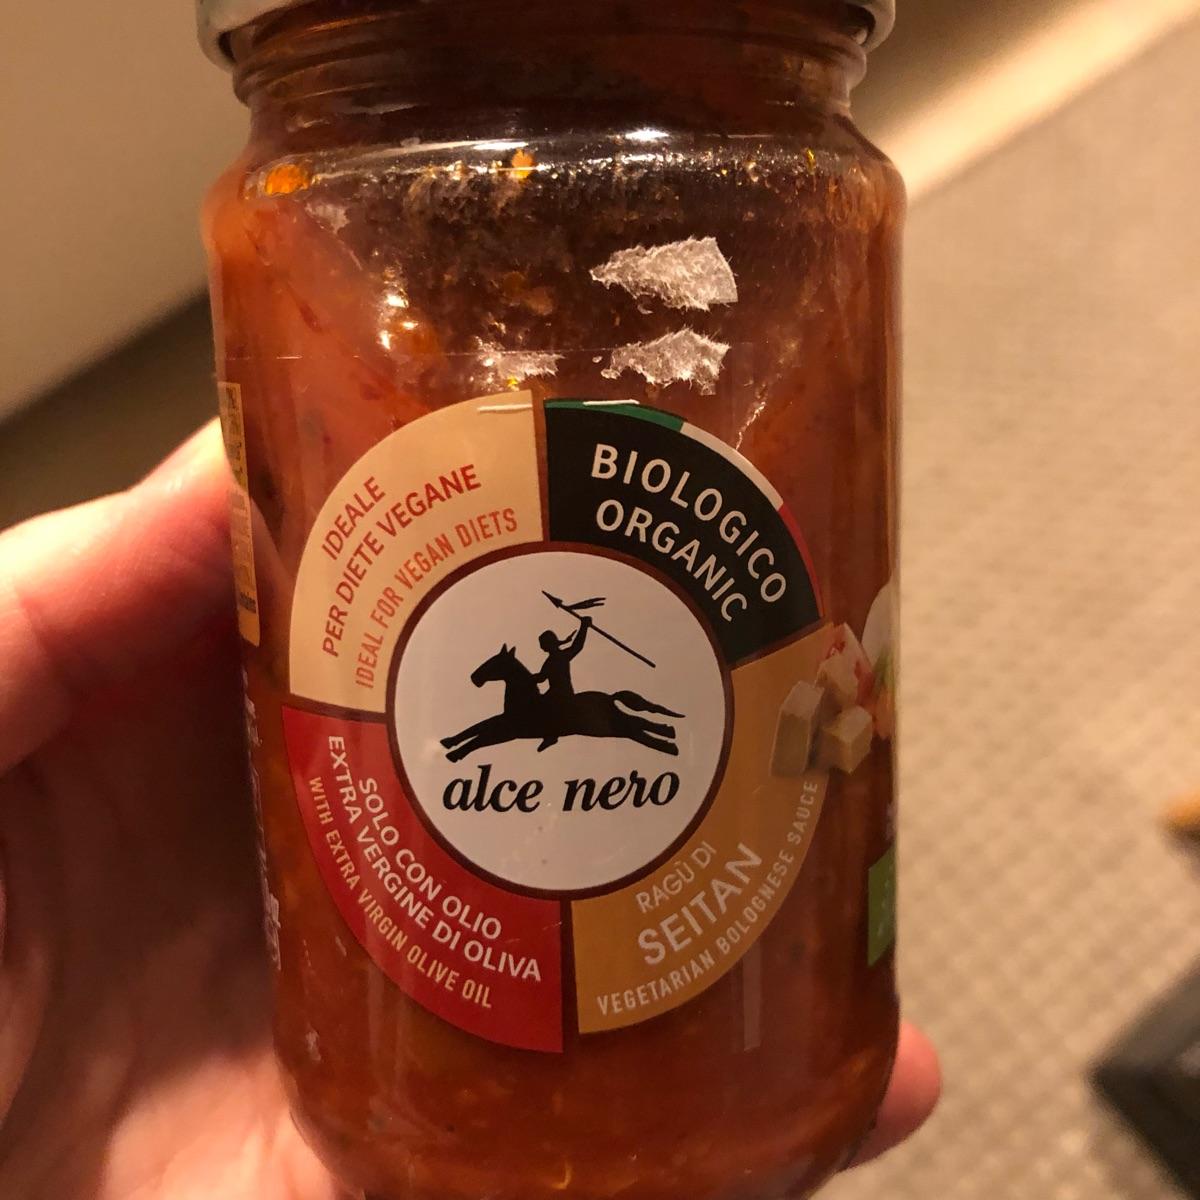 IDEALE
PER DIETE VEGANE
IDEAL FOR VEGAN DIETS
BIOLOGICO
ORGANIC
alce nero
SOLO CON OLIO
EXTRA VERGINE DI OLIVA
WITH EXTRA VIRGIN OLIVE OIL
RAGÙ DI
SEITAN
VEGETARIAN BOLOGNESE SAUCE